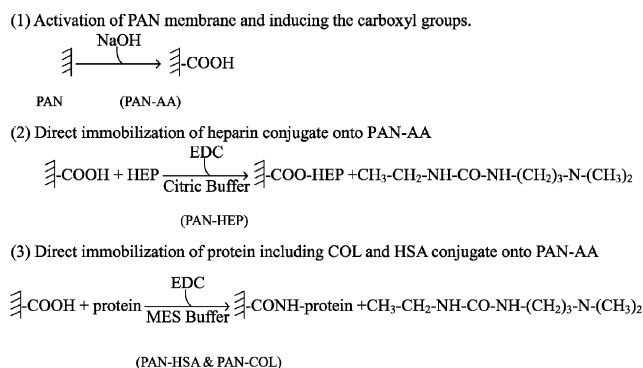 (1) Activation of PAN membrane and inducing the carboxyl groups.
NaOH
-COOH
PAN (PAN-AA)
(2) Direct immobilization of heparin conjugate onto PAN-AA
EDC
-COOH + HEP -COO-HEP +CH₃-CH₂-NH-CO-NH-(CH₂)₃-N-(CH₃)₂
Citric Buffer
(PAN-HEP)
(3) Direct immobilization of protein including COL and HSA conjugate onto PAN-AA
EDC
-COOH + protein -CONH-protein +CH₃-CH₂-NH-CO-NH-(CH₂)₃-N-(CH₃)₂
MES Buffer
(PAN-HSA & PAN-COL)